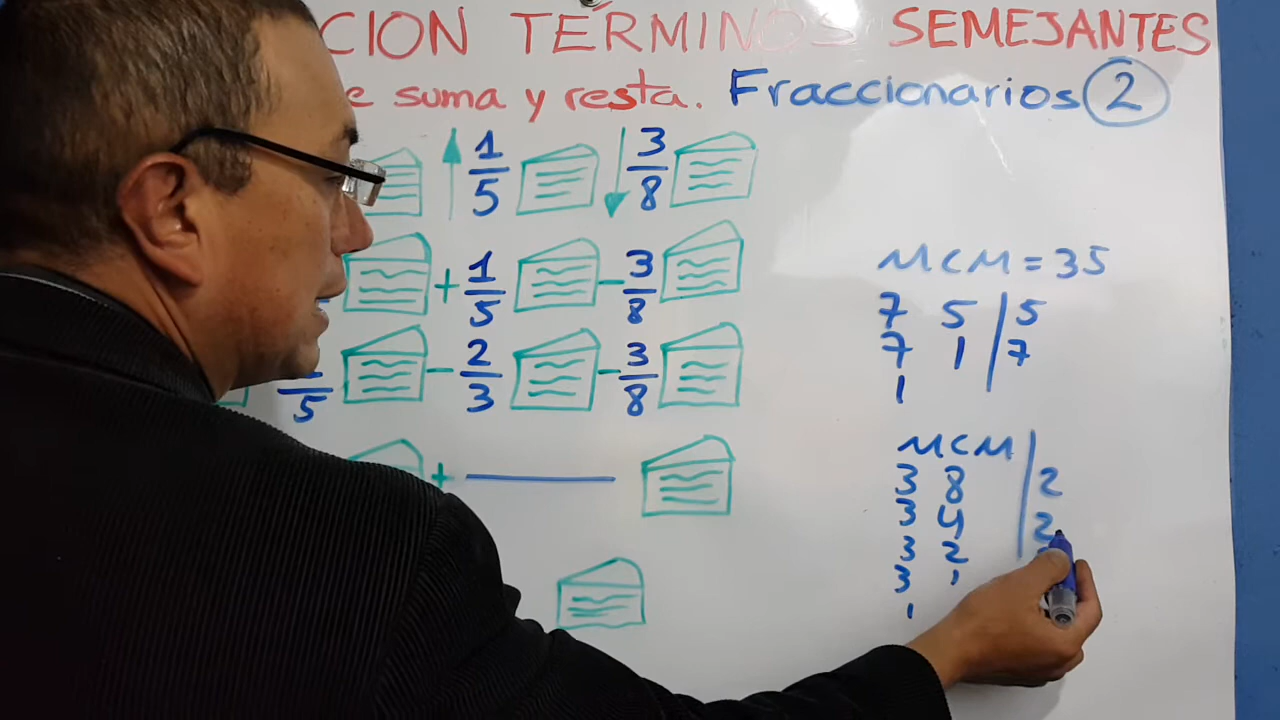 CION TÉRMINOS SEMEJANTES
e suma y resta. Fraccionarios 2
1/5 3/8
+ 1/5 - 3/8
5 - 2/3 - 3/8
+
MCM = 35
7 5 | 5
7 1 | 7
1
MCM
3 8 | 2
3 4 | 2
3 2
3 1
1